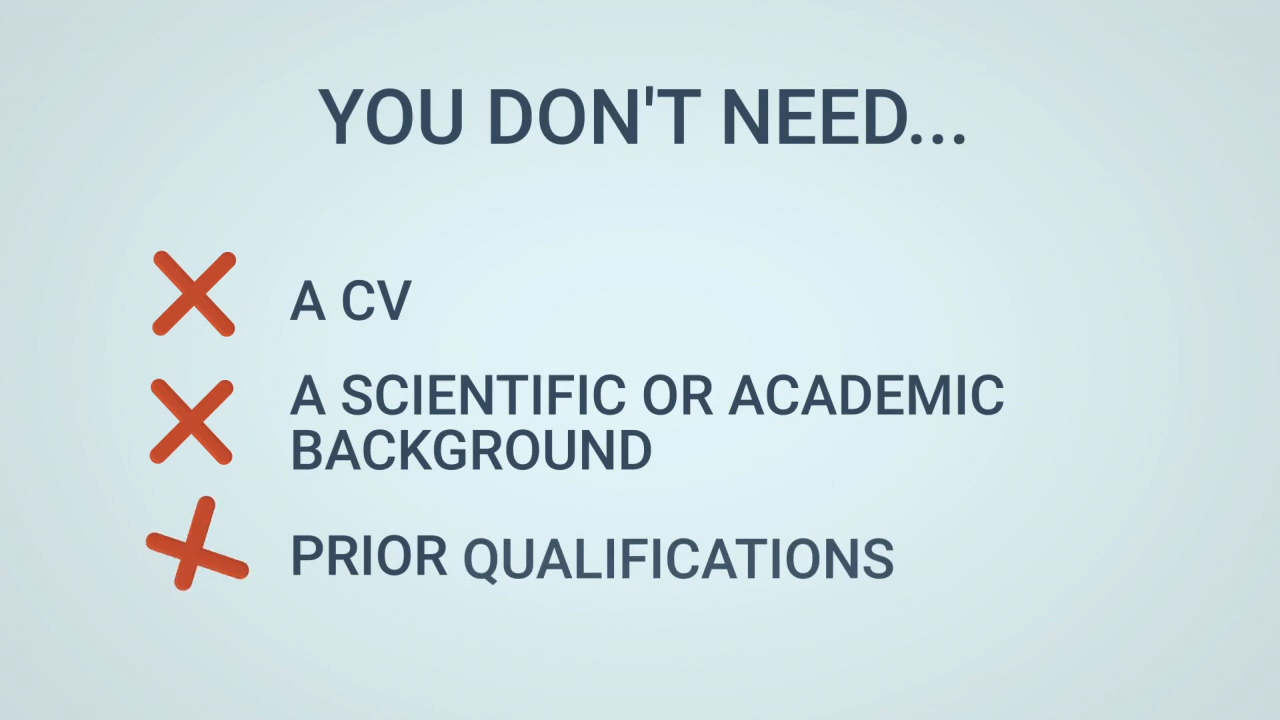 YOU DON'T NEED...
A CV
A SCIENTIFIC OR ACADEMIC
BACKGROUND
PRIOR QUALIFICATIONS